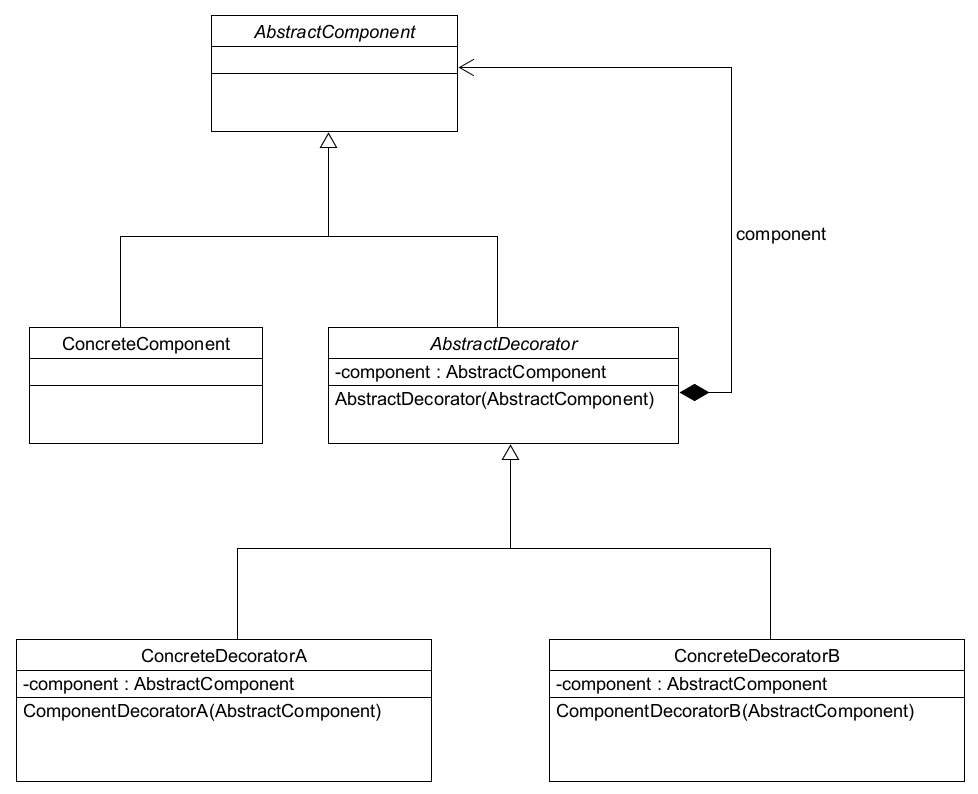 AbstractComponent
component
ConcreteComponent
AbstractDecorator
-component : AbstractComponent
AbstractDecorator(AbstractComponent)
ConcreteDecoratorA
-component : AbstractComponent
ComponentDecoratorA(AbstractComponent)
ConcreteDecoratorB
-component : AbstractComponent
ComponentDecoratorB(AbstractComponent)